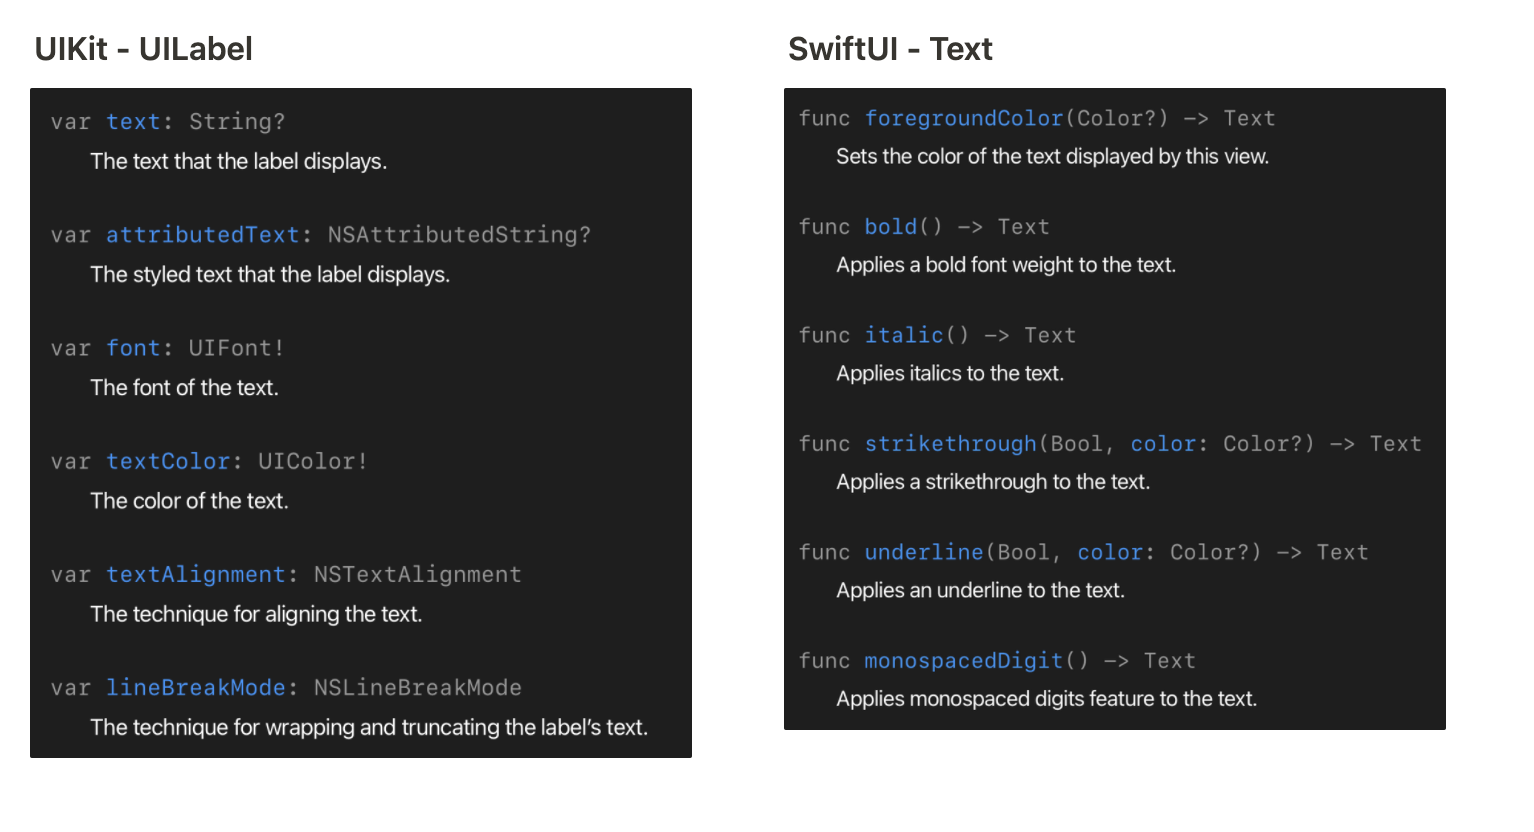 UIKit - UILabel
var text: String?
The text that the label displays.
var attributedText: NSAttributedString?
The styled text that the label displays.
var font: UIFont!
The font of the text.
var textColor: UIColor!
The color of the text.
var textAlignment: NSTextAlignment
The technique for aligning the text.
var lineBreakMode: NSLineBreakMode
The technique for wrapping and truncating the label’s text.
SwiftUI - Text
func foregroundColor(Color?) -> Text
Sets the color of the text displayed by this view.
func bold() -> Text
Applies a bold font weight to the text.
func italic() -> Text
Applies italics to the text.
func strikethrough(Bool, color: Color?) -> Text
Applies a strikethrough to the text.
func underline(Bool, color: Color?) -> Text
Applies an underline to the text.
func monospacedDigit() -> Text
Applies monospaced digits feature to the text.